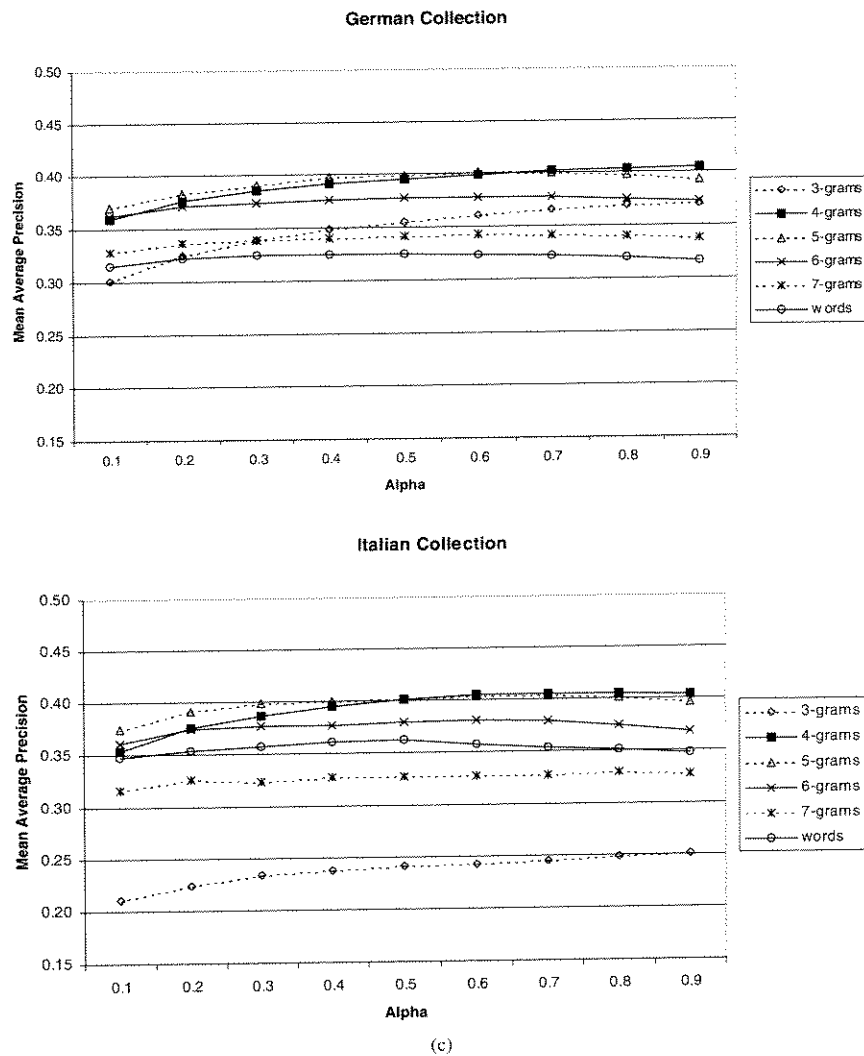 German Collection
0.50
0.45
0.40
0.35
0.30
0.25
0.20
0.15
Mean Average Precision
0.1 0.2 0.3 0.4 0.5 0.6 0.7 0.8 0.9
Alpha
3-grams
4-grams
5-grams
6-grams
7-grams
words
Italian Collection
0.50
0.45
0.40
0.35
0.30
0.25
0.20
0.15
Mean Average Precision
0.1 0.2 0.3 0.4 0.5 0.6 0.7 0.8 0.9
Alpha
3-grams
4-grams
5-grams
6-grams
7-grams
words
(c)